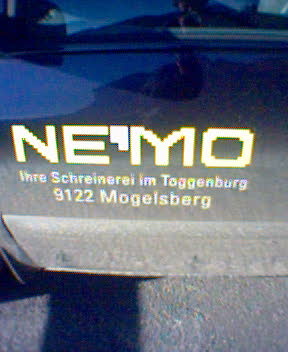 NE'MO
Ihre Schreinerei im Toggenburg
9122 Mogelsberg